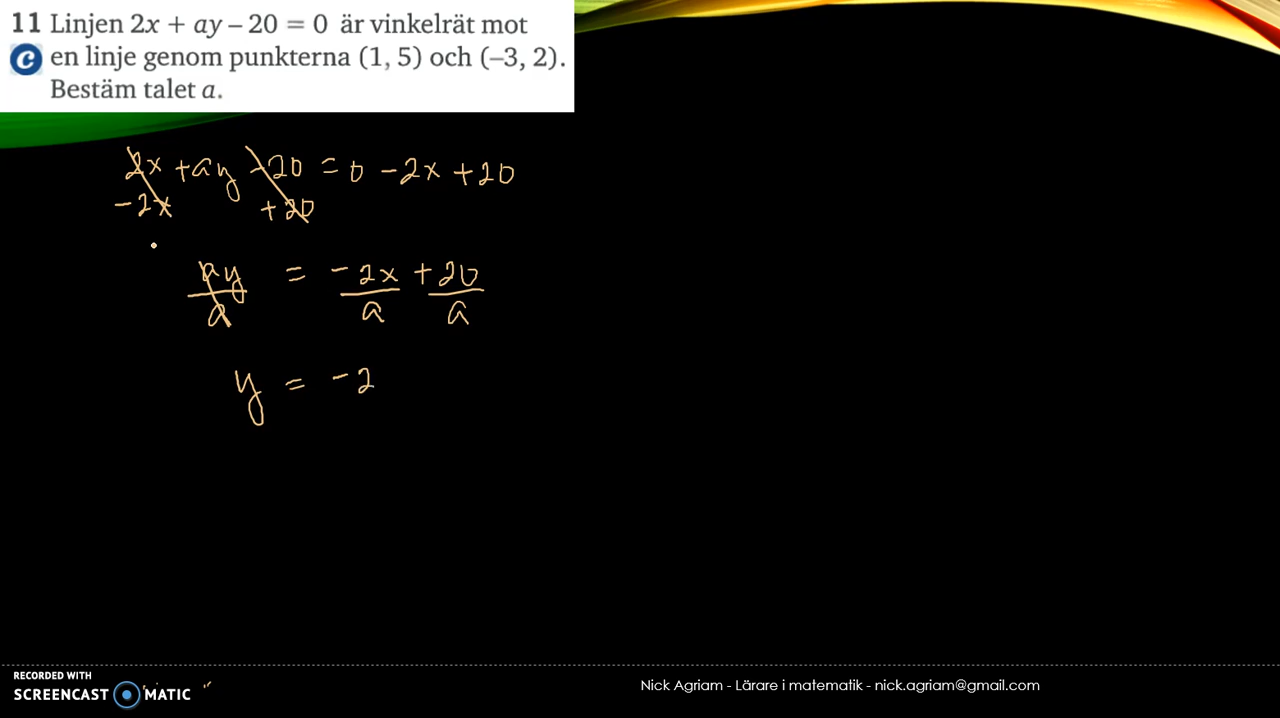 11 Linjen 2x + ay – 20 = 0 är vinkelrät mot
C en linje genom punkterna (1, 5) och (–3, 2).
Bestäm talet a.
2x + ay - 20 = 0 - 2x + 20
- 2x + 20
ay = - 2x + 20
a a a
y = - 2
RECORDED WITH
SCREENCAST MATIC
Nick Agriam - Lärare i matematik - nick.agriam@gmail.com